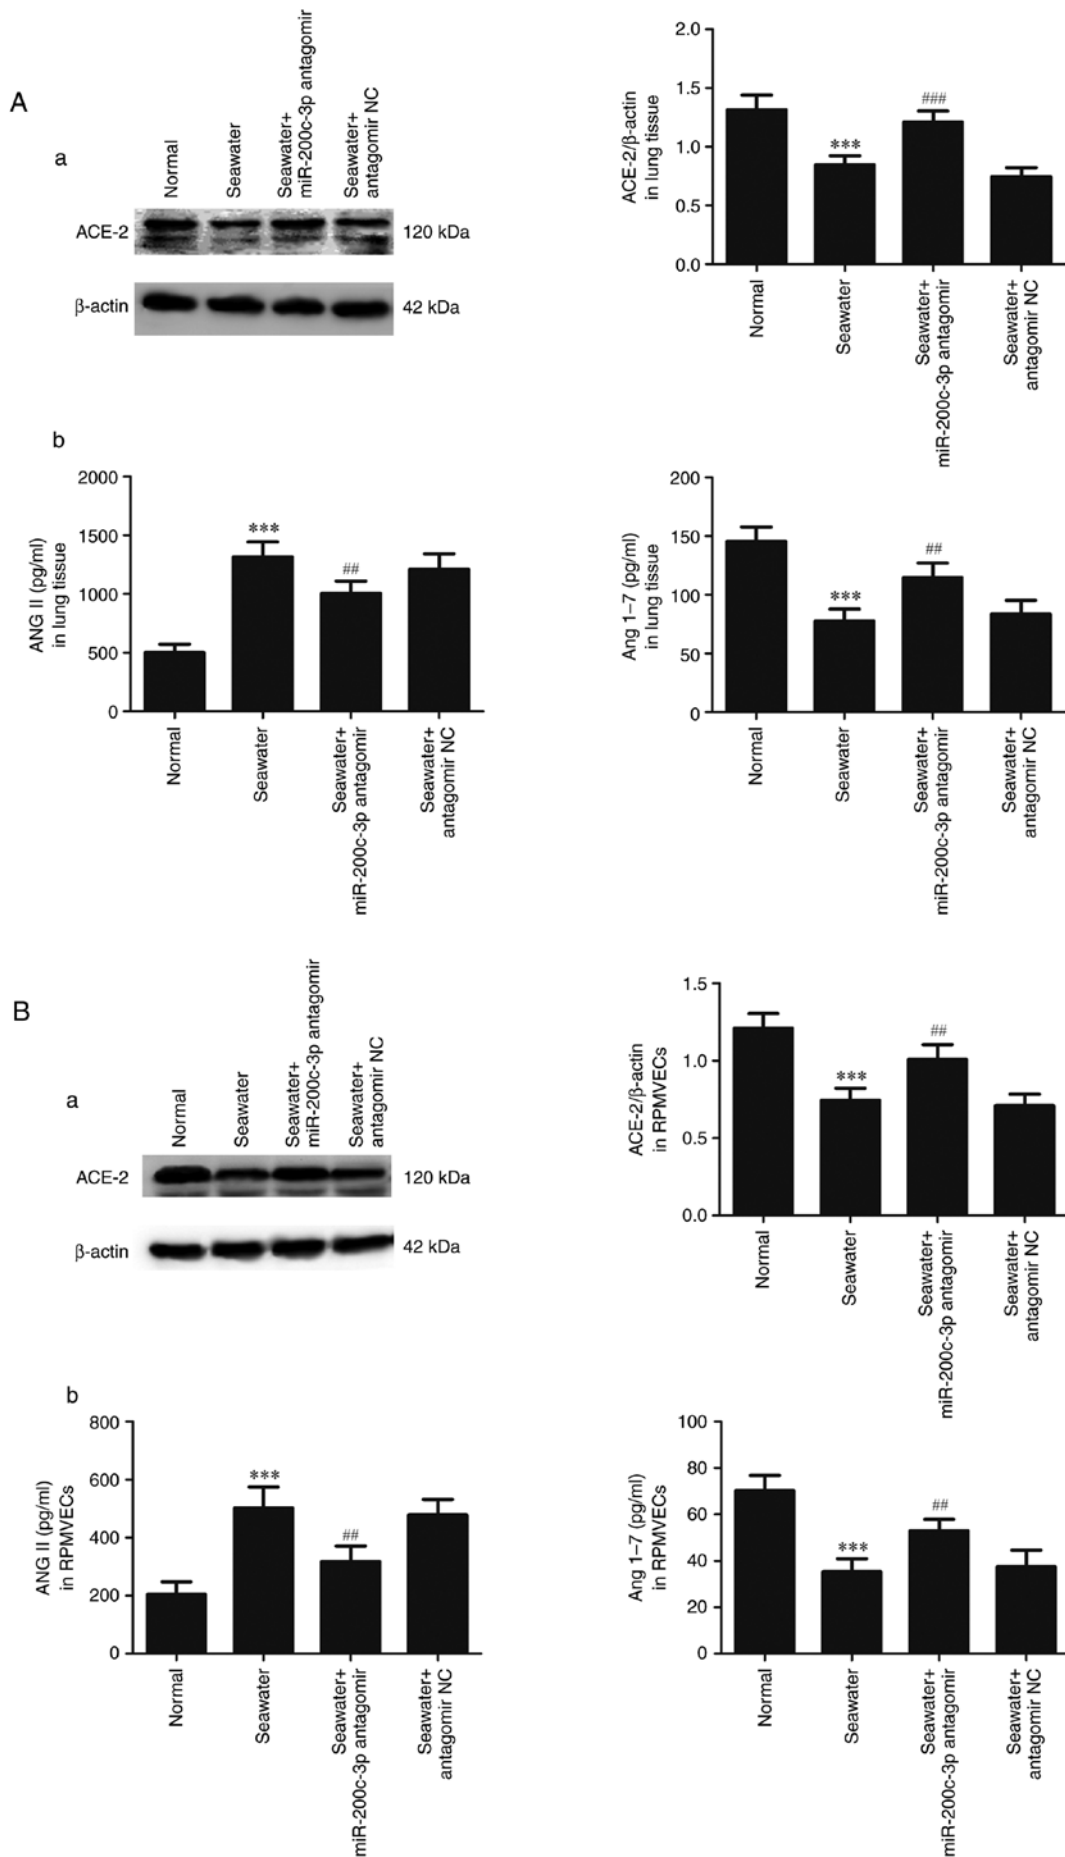 A
a
Normal
Seawater
Seawater+
miR-200c-3p antagomir
Seawater+
antagomir NC
ACE-2
120 kDa
β-actin
42 kDa
ACE-2/β-actin
in lung tissue
2.0
1.5
1.0
0.5
0.0
***
###
Normal
Seawater
Seawater+
miR-200c-3p antagomir
Seawater+
antagomir NC
b
ANG II (pg/ml)
in lung tissue
2000
1500
1000
500
0
***
##
Normal
Seawater
Seawater+
miR-200c-3p antagomir
Seawater+
antagomir NC
Ang 1–7 (pg/ml)
in lung tissue
200
150
100
50
0
***
##
Normal
Seawater
Seawater+
miR-200c-3p antagomir
Seawater+
antagomir NC
B
a
Normal
Seawater
Seawater+
miR-200c-3p antagomir
Seawater+
antagomir NC
ACE-2
120 kDa
β-actin
42 kDa
ACE-2/β-actin
in RPMVECs
1.5
1.0
0.5
0.0
***
##
Normal
Seawater
Seawater+
miR-200c-3p antagomir
Seawater+
antagomir NC
b
ANG II (pg/ml)
in RPMVECs
800
600
400
200
0
***
##
Normal
Seawater
Seawater+
miR-200c-3p antagomir
Seawater+
antagomir NC
Ang 1–7 (pg/ml)
in RPMVECs
100
80
60
40
20
0
***
##
Normal
Seawater
Seawater+
miR-200c-3p antagomir
Seawater+
antagomir NC